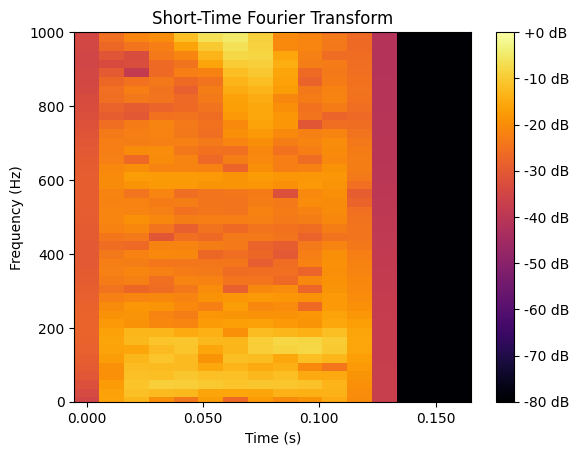 Short-Time Fourier Transform
Frequency (Hz)
1000
800
600
400
200
0
0.000
0.050
0.100
0.150
Time (s)
+0 dB
-10 dB
-20 dB
-30 dB
-40 dB
-50 dB
-60 dB
-70 dB
-80 dB